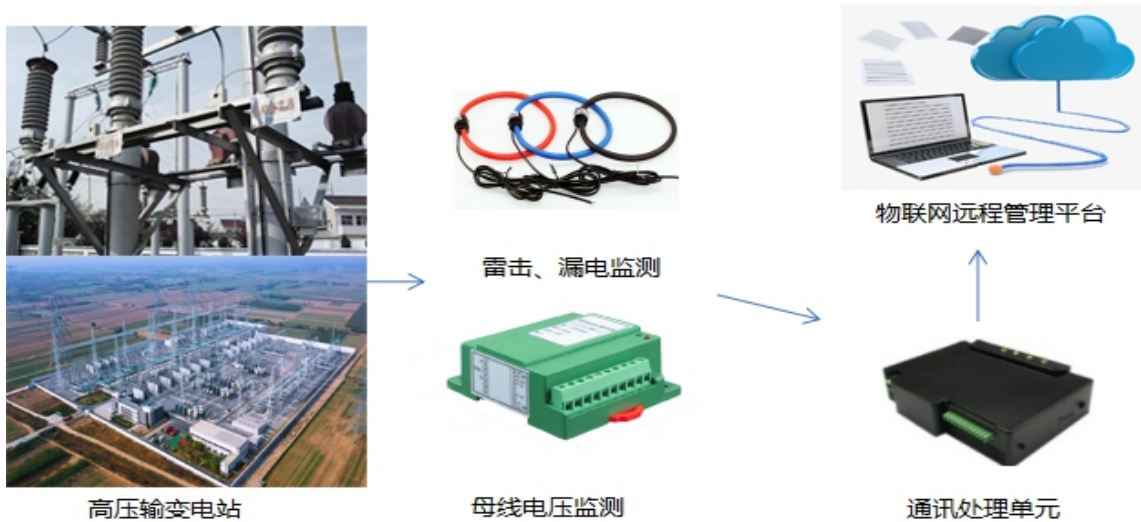 物联网远程管理平台
雷击、漏电监测
高压输变电站
母线电压监测
通讯处理单元